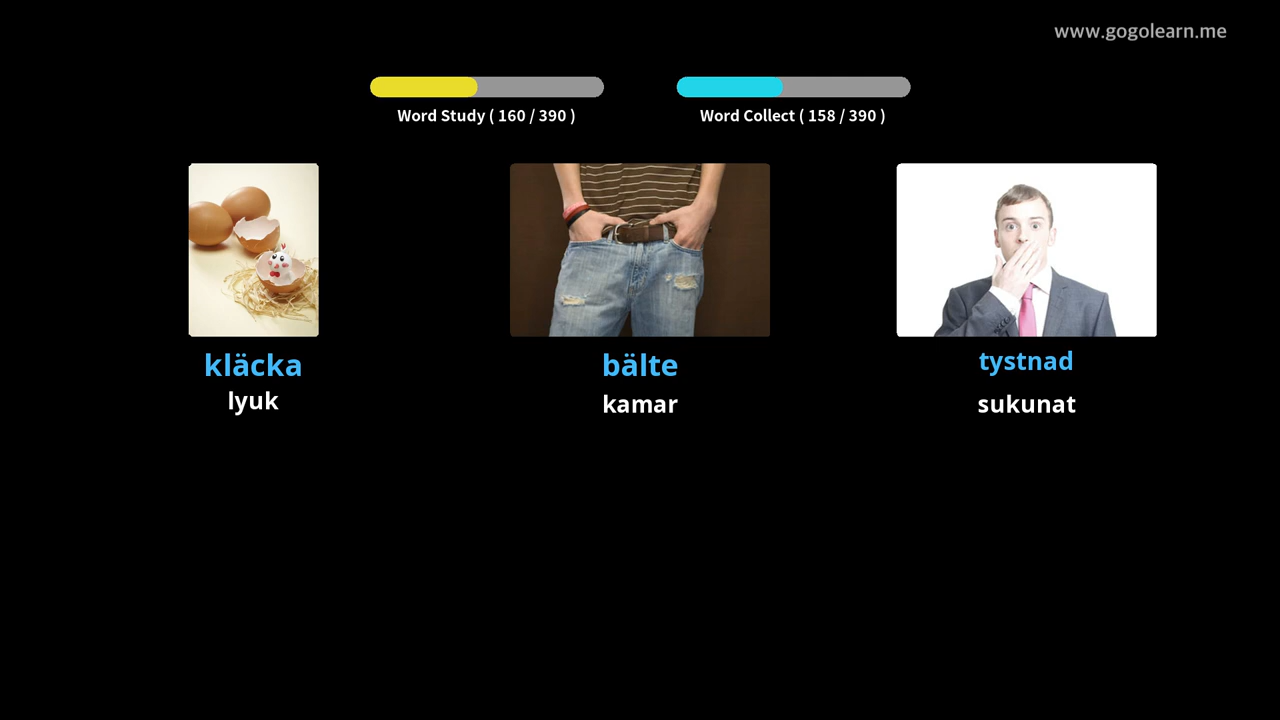 www.gogolearn.me
Word Study ( 160 / 390 )
Word Collect ( 158 / 390 )
kläcka
lyuk
bälte
kamar
tystnad
sukunat